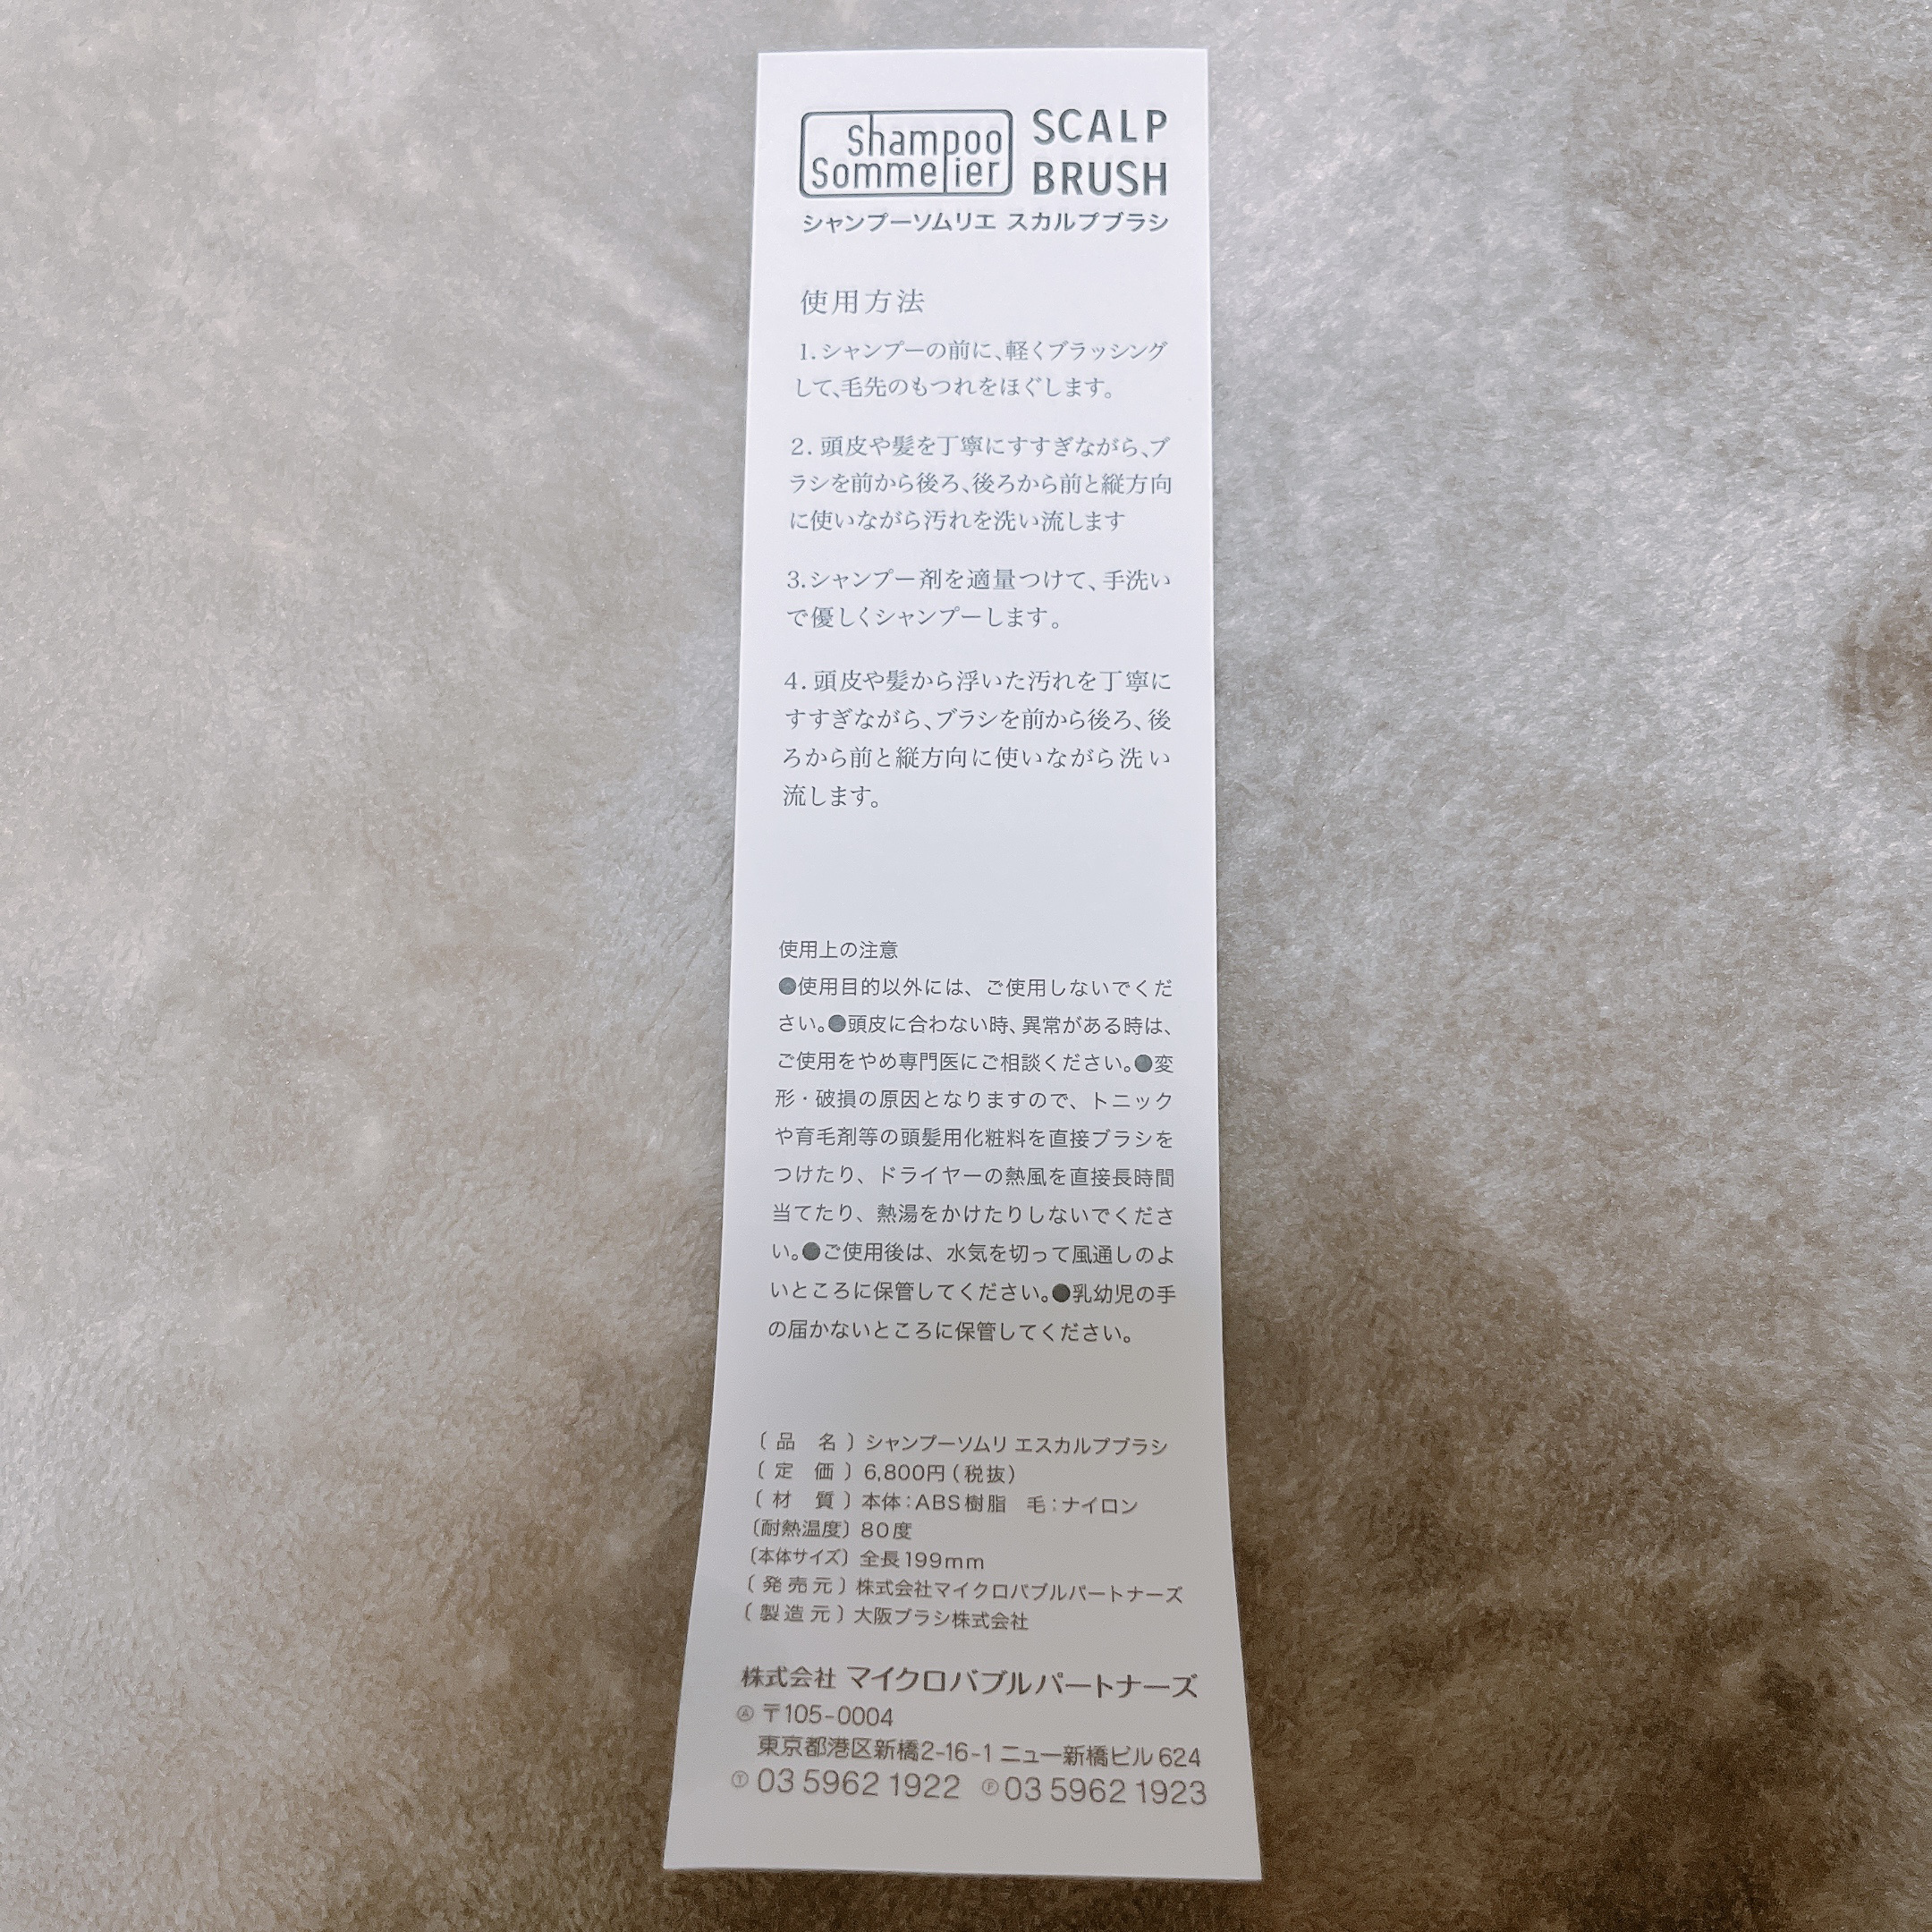 Shampoo
Sommelier
SCALP
BRUSH
シャンプーソムリエ スカルプブラシ
使用方法
1.シャンプーの前に、軽くブラッシング
して、毛先のもつれをほぐします。
2. 頭皮や髪を丁寧にすすぎながら、ブ
ラシを前から後ろ、後ろから前と縦方向
に使いながら汚れを洗い流します
3.シャンプー剤を適量つけて、手洗い
で優しくシャンプーします。
4. 頭皮や髪から浮いた汚れを丁寧に
すすぎながら、ブラシを前から後ろ、後
ろから前と縦方向に使いながら洗い
流します。
使用上の注意
●使用目的以外には、ご使用しないでくだ
さい。●頭皮に合わない時、異常がある時は、
ご使用をやめ専門医にご相談ください。●変
形・破損の原因となりますので、トニック
や育毛剤等の頭髪用化粧料を直接ブラシを
つけたり、ドライヤーの熱風を直接長時間
当てたり、熱湯をかけたりしないでくださ
い。●ご使用後は、水気を切って風通しのよ
いところに保管してください。●乳幼児の手
の届かないところに保管してください。
〔 品 名 〕シャンプーソムリ エスカルプブラシ
〔 定 価 〕6,800円(税抜)
〔 材 質 〕本体:ABS樹脂 毛:ナイロン
〔耐熱温度〕80度
〔本体サイズ〕全長199mm
〔 発売元 〕株式会社マイクロバブルパートナーズ
〔 製造元 〕大阪ブラシ株式会社
株式会社 マイクロバブルパートナーズ
Ⓐ 〒105-0004
東京都港区新橋2-16-1 ニュー新橋ビル 624
Ⓣ 03 5962 1922 Ⓕ 03 5962 1923